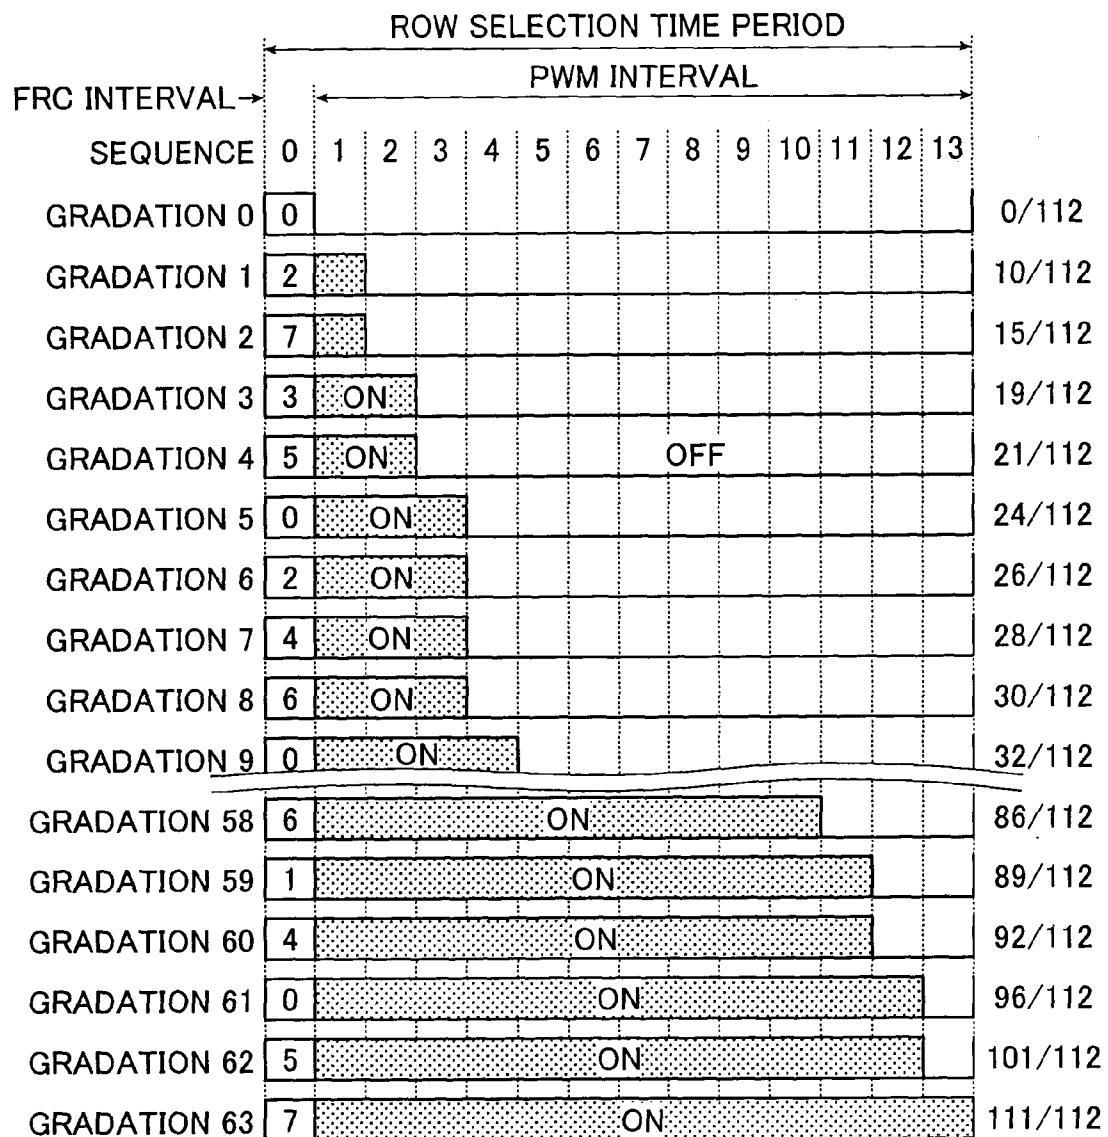 ROW SELECTION TIME PERIOD
PWM INTERVAL
FRC INTERVAL→
SEQUENCE 0 1 2 3 4 5 6 7 8 9 10 11 12 13
GRADATION 0 0 0/112
GRADATION 1 2 10/112
GRADATION 2 7 15/112
GRADATION 3 3 ON 19/112
GRADATION 4 5 ON OFF 21/112
GRADATION 5 0 ON 24/112
GRADATION 6 2 ON 26/112
GRADATION 7 4 ON 28/112
GRADATION 8 6 ON 30/112
GRADATION 9 0 ON 32/112
GRADATION 58 6 ON 86/112
GRADATION 59 1 ON 89/112
GRADATION 60 4 ON 92/112
GRADATION 61 0 ON 96/112
GRADATION 62 5 ON 101/112
GRADATION 63 7 ON 111/112